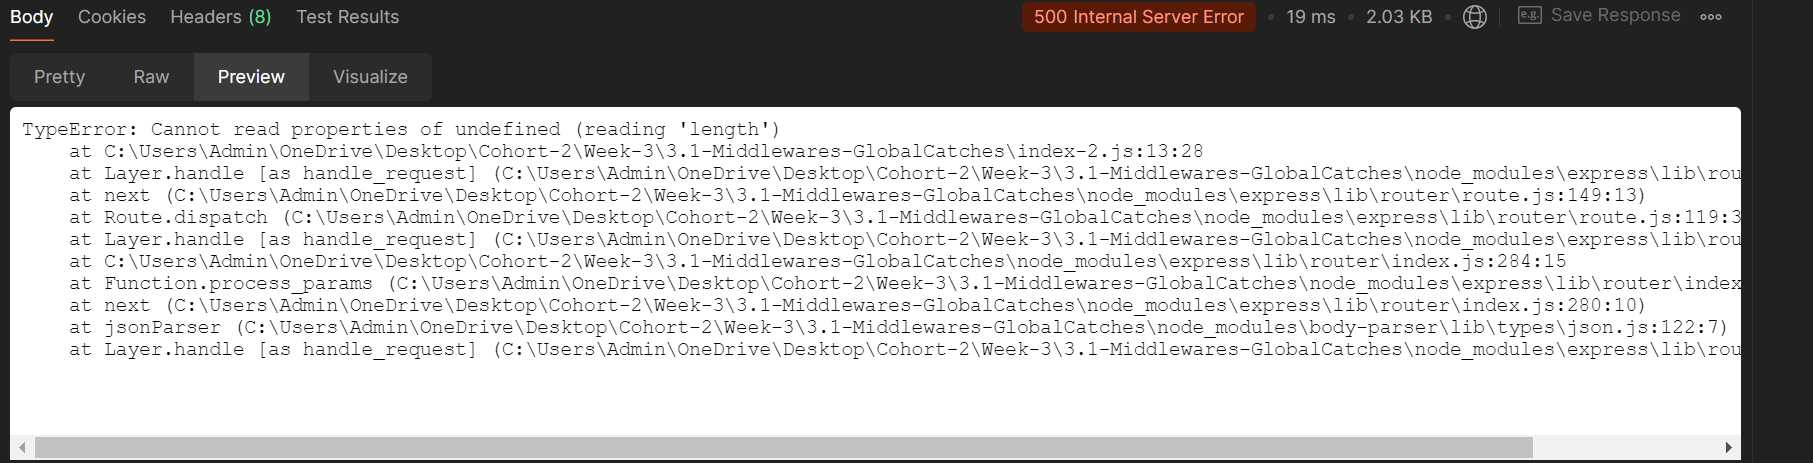 Body Cookies Headers (8) Test Results 500 Internal Server Error • 19 ms • 2.03 KB • e.g. Save Response
Pretty Raw Preview Visualize
TypeError: Cannot read properties of undefined (reading 'length')
at C:\Users\Admin\OneDrive\Desktop\Cohort-2\Week-3\3.1-Middlewares-GlobalCatches\index-2.js:13:28
at Layer.handle [as handle_request] (C:\Users\Admin\OneDrive\Desktop\Cohort-2\Week-3\3.1-Middlewares-GlobalCatches\node_modules\express\lib\rou
at next (C:\Users\Admin\OneDrive\Desktop\Cohort-2\Week-3\3.1-Middlewares-GlobalCatches\node_modules\express\lib\router\route.js:149:13)
at Route.dispatch (C:\Users\Admin\OneDrive\Desktop\Cohort-2\Week-3\3.1-Middlewares-GlobalCatches\node_modules\express\lib\router\route.js:119:3
at Layer.handle [as handle_request] (C:\Users\Admin\OneDrive\Desktop\Cohort-2\Week-3\3.1-Middlewares-GlobalCatches\node_modules\express\lib\rou
at C:\Users\Admin\OneDrive\Desktop\Cohort-2\Week-3\3.1-Middlewares-GlobalCatches\node_modules\express\lib\router\index.js:284:15
at Function.process_params (C:\Users\Admin\OneDrive\Desktop\Cohort-2\Week-3\3.1-Middlewares-GlobalCatches\node_modules\express\lib\router\index
at next (C:\Users\Admin\OneDrive\Desktop\Cohort-2\Week-3\3.1-Middlewares-GlobalCatches\node_modules\express\lib\router\index.js:280:10)
at jsonParser (C:\Users\Admin\OneDrive\Desktop\Cohort-2\Week-3\3.1-Middlewares-GlobalCatches\node_modules\body-parser\lib\types\json.js:122:7)
at Layer.handle [as handle_request] (C:\Users\Admin\OneDrive\Desktop\Cohort-2\Week-3\3.1-Middlewares-GlobalCatches\node_modules\express\lib\rou